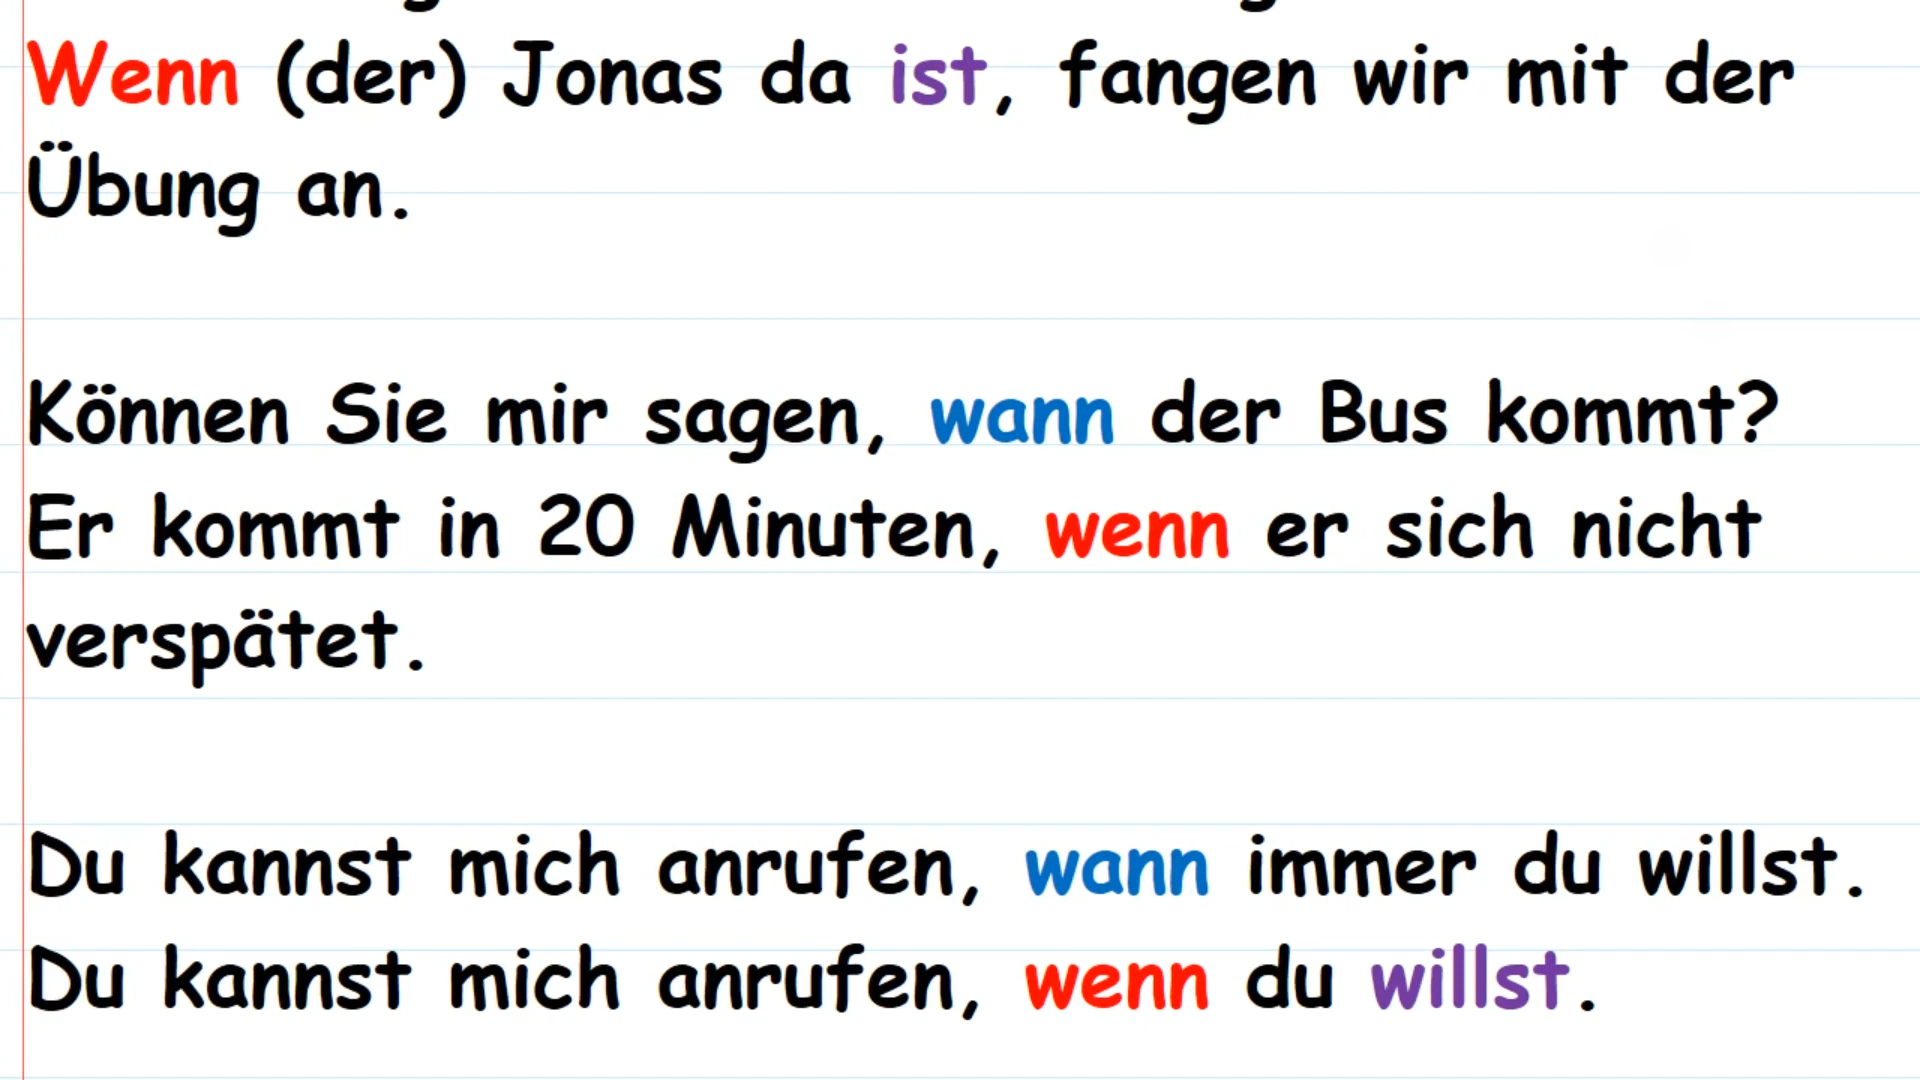 Wenn (der) Jonas da ist, fangen wir mit der
Übung an.
Können Sie mir sagen, wann der Bus kommt?
Er kommt in 20 Minuten, wenn er sich nicht
verspätet.
Du kannst mich anrufen, wann immer du willst.
Du kannst mich anrufen, wenn du willst.